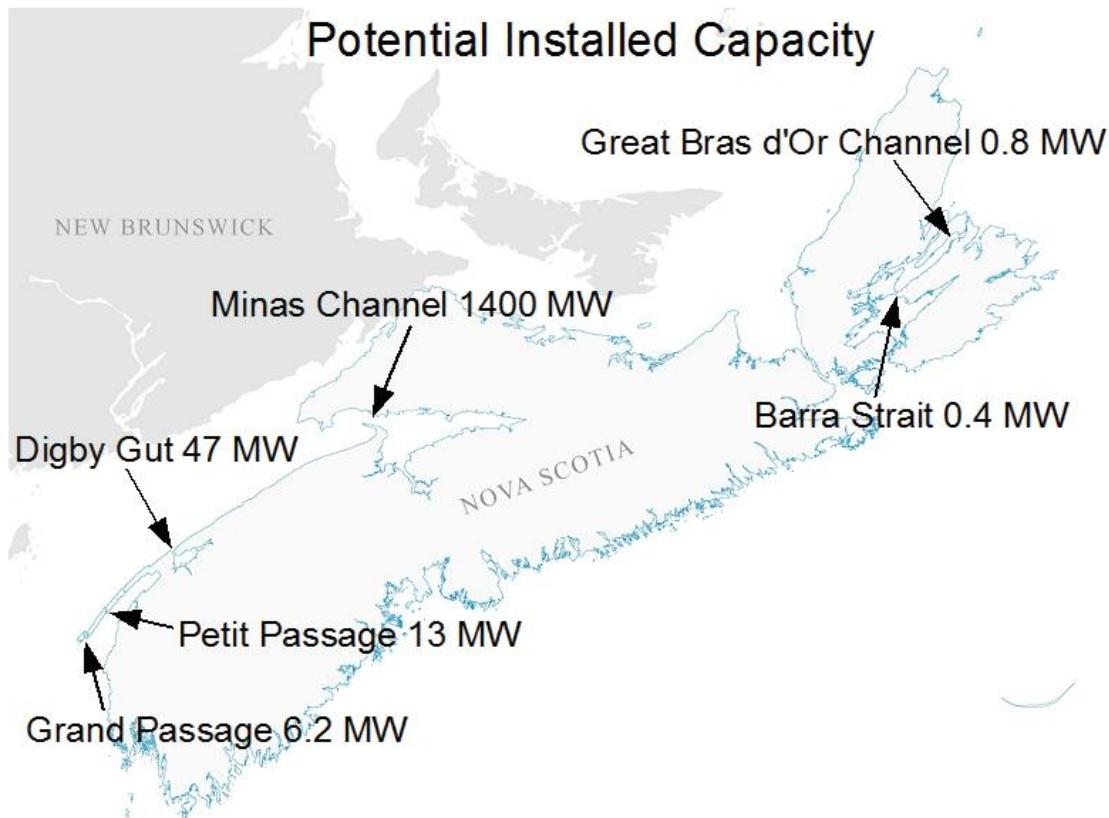 Potential Installed Capacity
Great Bras d'Or Channel 0.8 MW
NEW BRUNSWICK
Minas Channel 1400 MW
Barra Strait 0.4 MW
Digby Gut 47 MW
NOVA SCOTIA
Petit Passage 13 MW
Grand Passage 6.2 MW